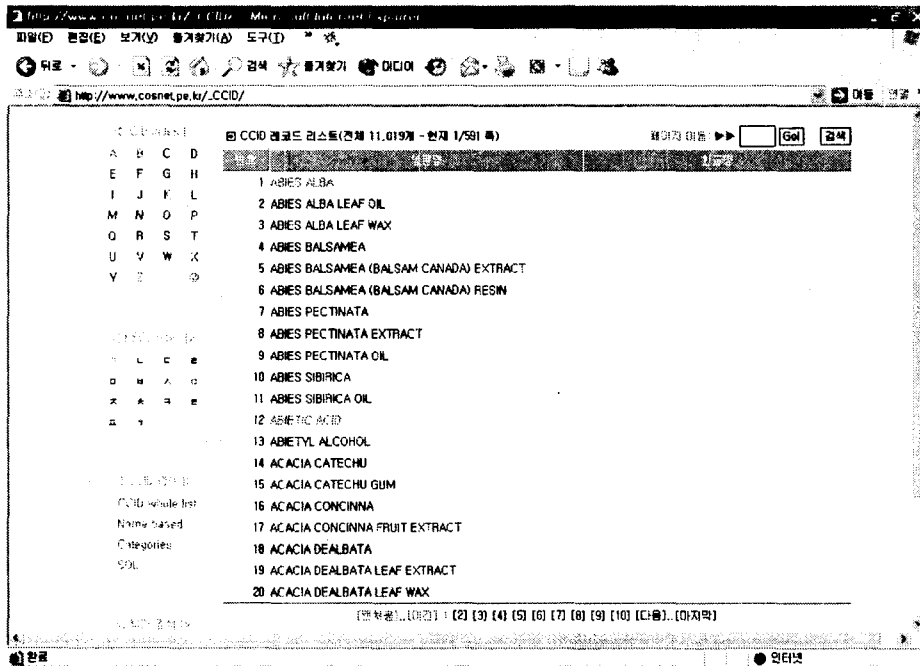 파일(F) 편집(E) 보기(V) 즐겨찾기(A) 도구(T) »
뒤로 검색 즐겨찾기 미디어
http://www.cosnet.pe.kr/_CCID/ 이동 연결
CCID 레코드 리스트(전체 11,019개 - 현재 1/591 쪽) 페이지 이동: ▶▶ Go! 검색
A B C D
E F G H
I J K L
M N O P
Q R S T
U V W X
Y Z
ㄴ ㄷ ㄹ
ㅁ ㅂ ㅅ ㅇ
ㅈ ㅊ ㅋ ㅌ
ㅍ ㅎ
CCID whole list
Name based
Categories
SQL
1 ABIES ALBA
2 ABIES ALBA LEAF OIL
3 ABIES ALBA LEAF WAX
4 ABIES BALSAMEA
5 ABIES BALSAMEA (BALSAM CANADA) EXTRACT
6 ABIES BALSAMEA (BALSAM CANADA) RESIN
7 ABIES PECTINATA
8 ABIES PECTINATA EXTRACT
9 ABIES PECTINATA OIL
10 ABIES SIBIRICA
11 ABIES SIBIRICA OIL
12 ABIETIC ACID
13 ABIETYL ALCOHOL
14 ACACIA CATECHU
15 ACACIA CATECHU GUM
16 ACACIA CONCINNA
17 ACACIA CONCINNA FRUIT EXTRACT
18 ACACIA DEALBATA
19 ACACIA DEALBATA LEAF EXTRACT
20 ACACIA DEALBATA LEAF WAX
[맨처음]..[이전] 1 [2] [3] [4] [5] [6] [7] [8] [9] [10] [다음]..[마지막]
완료 인터넷